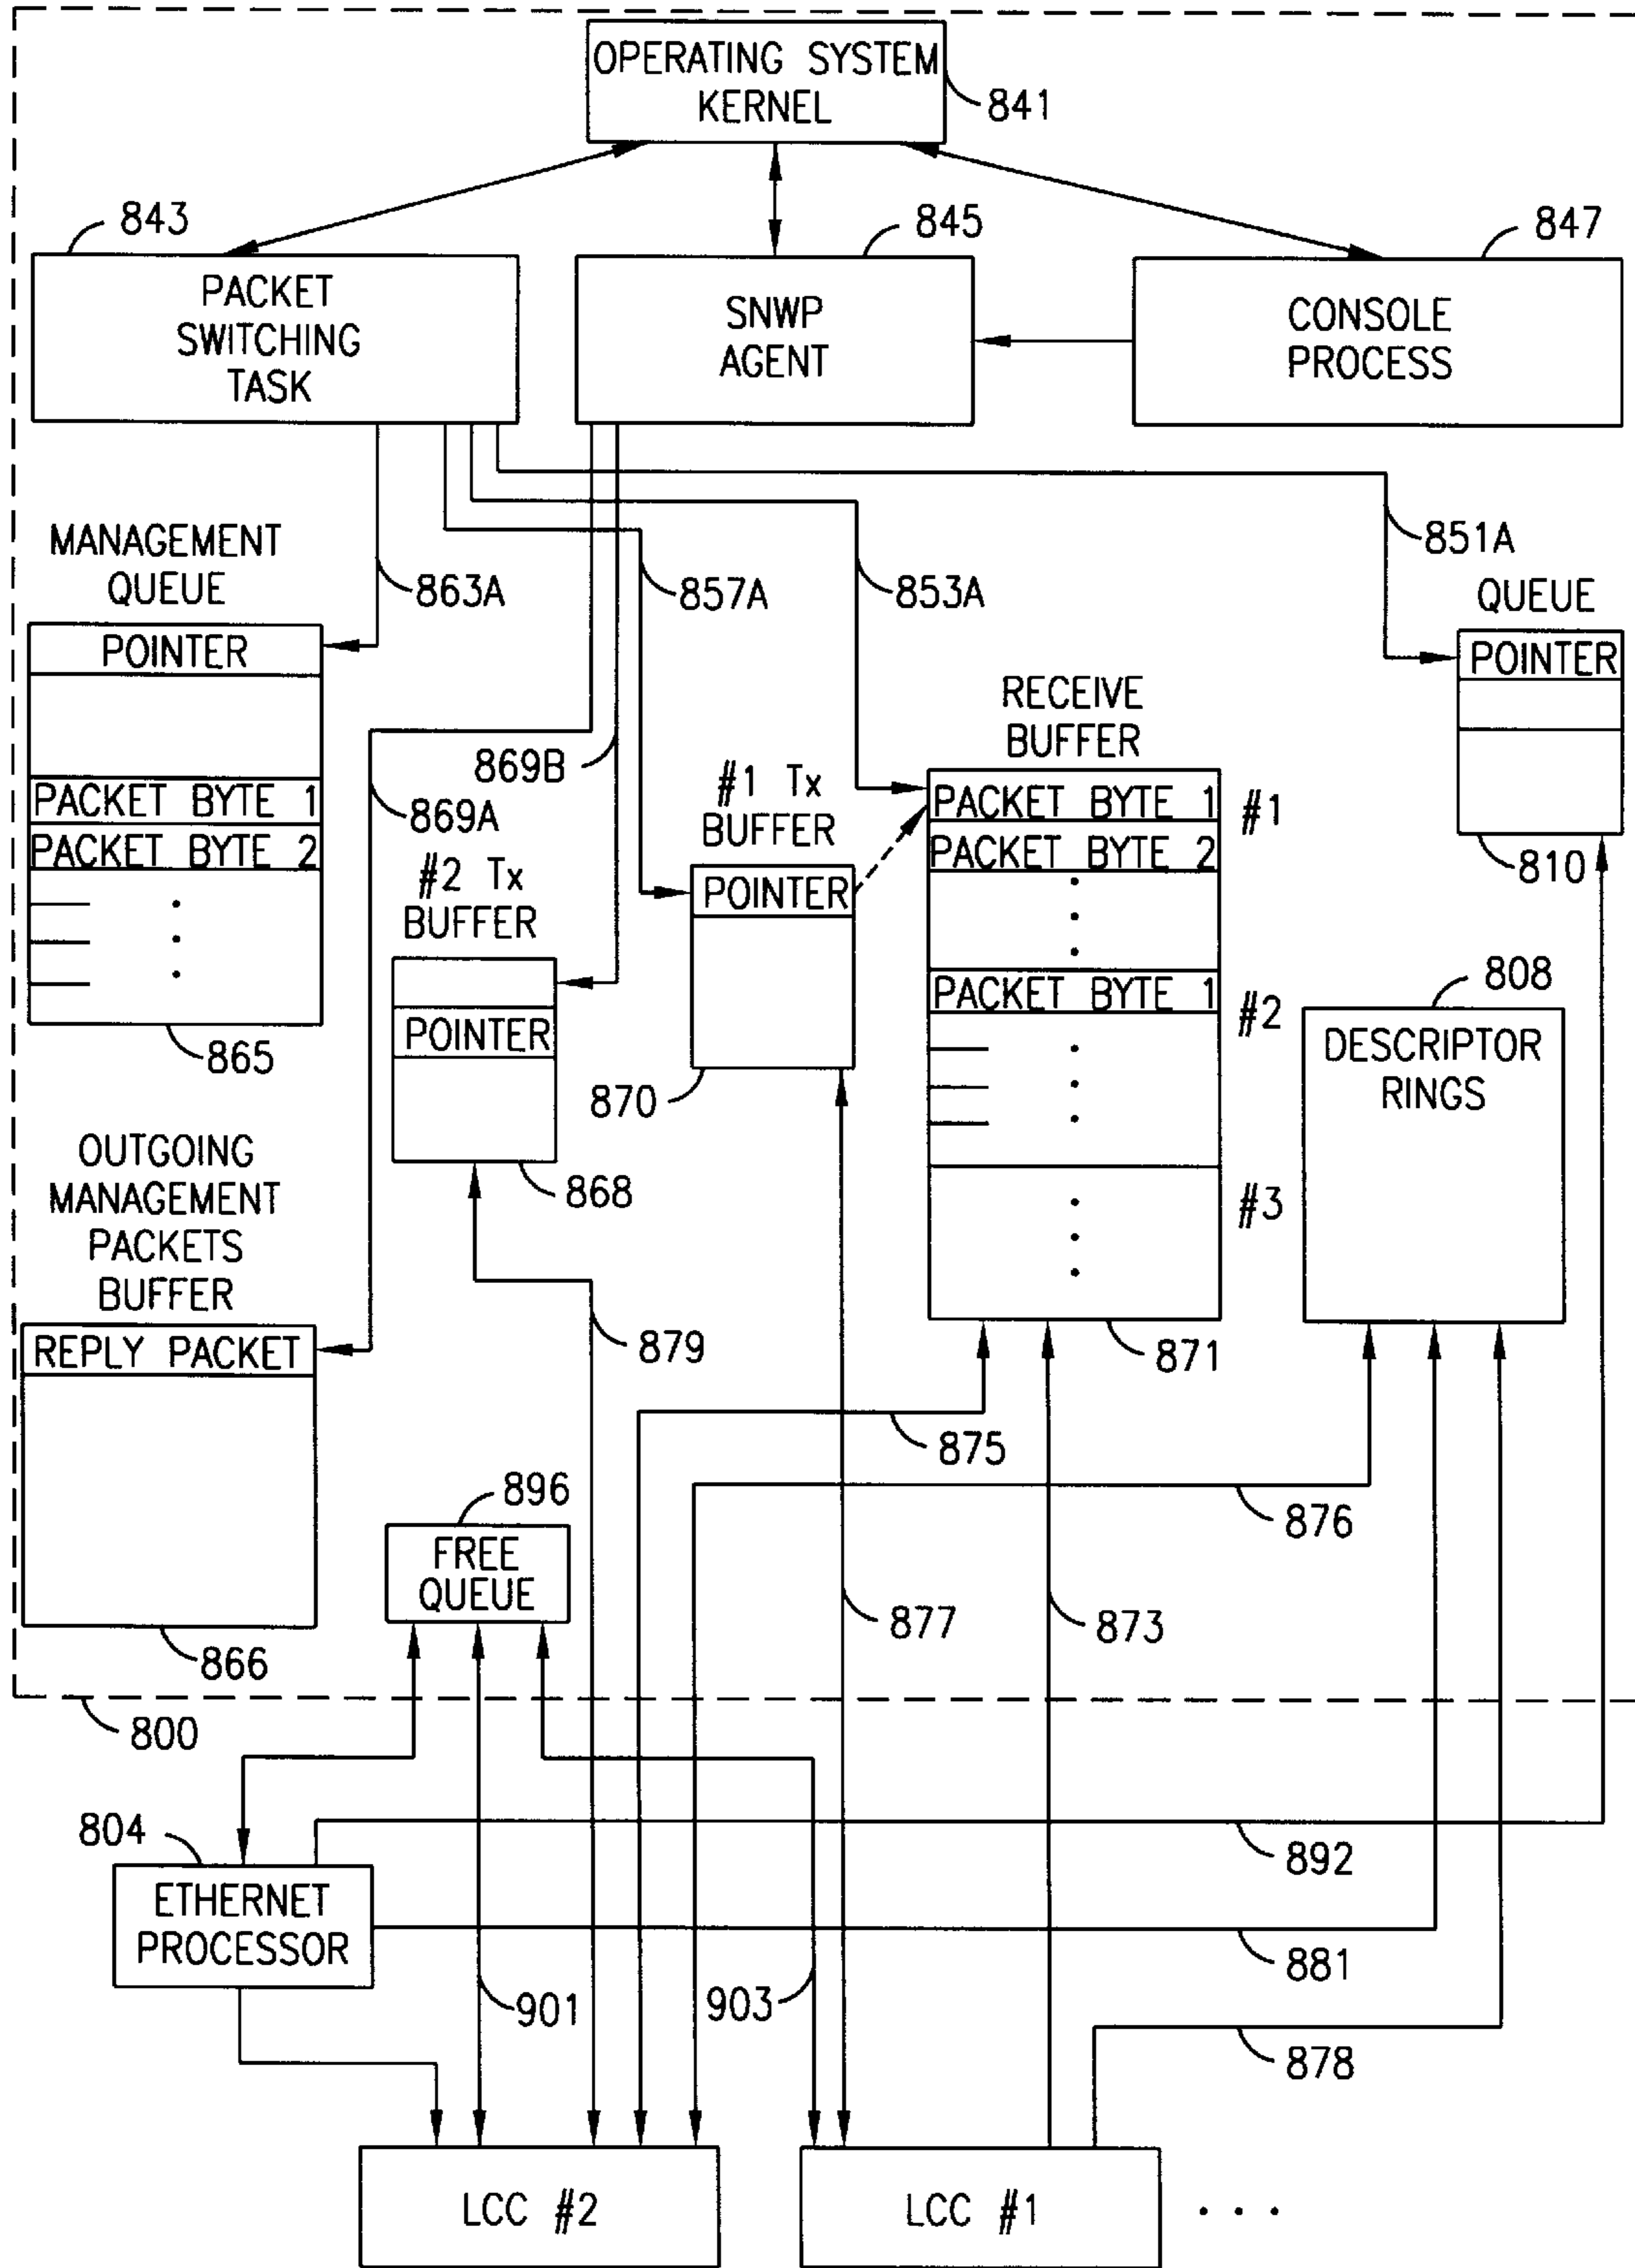 OPERATING SYSTEM
KERNEL
841
843
845
847
PACKET
SWITCHING
TASK
SNWP
AGENT
CONSOLE
PROCESS
MANAGEMENT
QUEUE
863A
857A
853A
851A
QUEUE
POINTER
POINTER
RECEIVE
BUFFER
869B
869A
#1 Tx
BUFFER
PACKET BYTE 1
PACKET BYTE 2
PACKET BYTE 1
#1
PACKET BYTE 2
810
#2 Tx
BUFFER
POINTER
PACKET BYTE 1
#2
808
POINTER
DESCRIPTOR
RINGS
865
870
OUTGOING
MANAGEMENT
PACKETS
BUFFER
868
#3
REPLY PACKET
879
871
875
896
876
FREE
QUEUE
877
873
866
800
804
892
ETHERNET
PROCESSOR
881
901
903
878
LCC #2
LCC #1
. . .